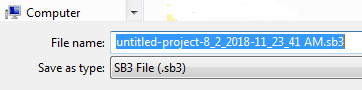 Computer
File name: untitled-project-8_2_2018-11_23_41 AM.sb3
Save as type: SB3 File (.sb3)